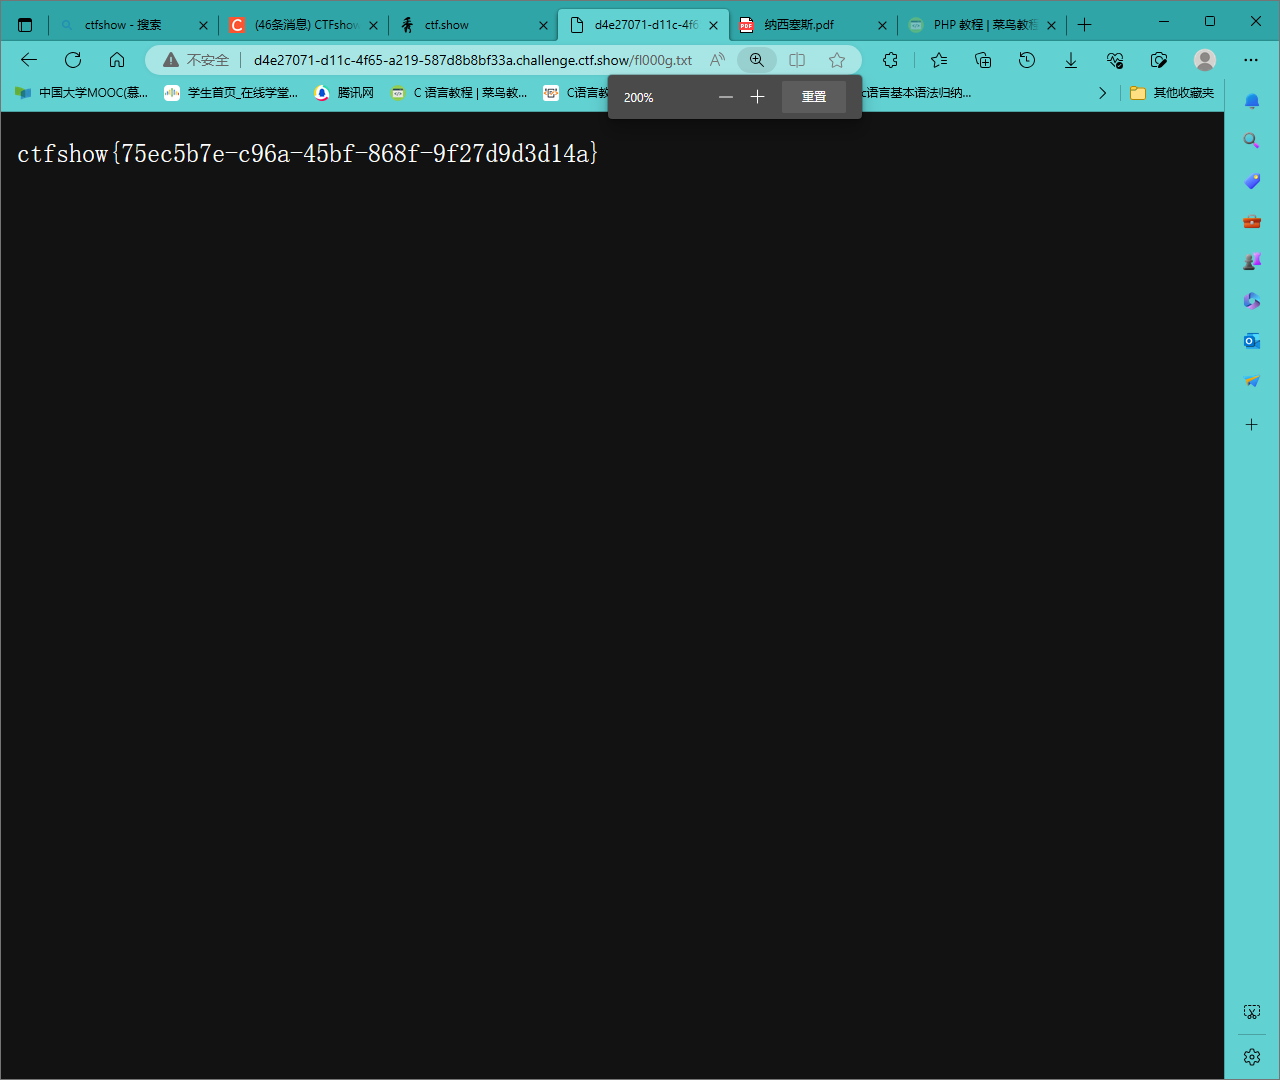 ctfshow - 搜索
(46条消息) CTFshow
ctf.show
d4e27071-d11c-4f6
纳西塞斯.pdf
PHP 教程 | 菜鸟教程
不安全
d4e27071-d11c-4f65-a219-587d8b8bf33a.challenge.ctf.show/fl000g.txt
中国大学MOOC(慕...
学生首页_在线学堂...
腾讯网
C 语言教程 | 菜鸟教...
C语言教
c语言基本语法归纳...
其他收藏夹
200%
重置
ctfshow{75ec5b7e-c96a-45bf-868f-9f27d9d3d14a}